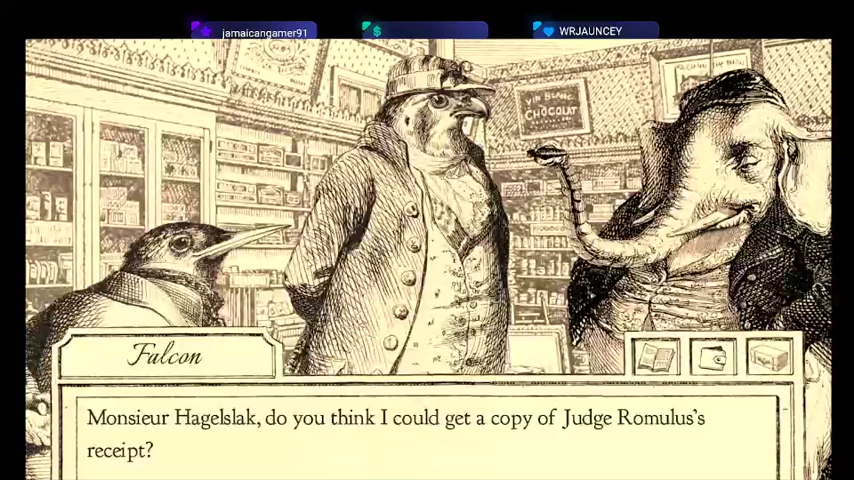 jamaicangamer91
$
WRJAUNCEY
VIN BLANC
CHOCOLAT
Falcon
Monsieur Hagelslak, do you think I could get a copy of Judge Romulus's
receipt?